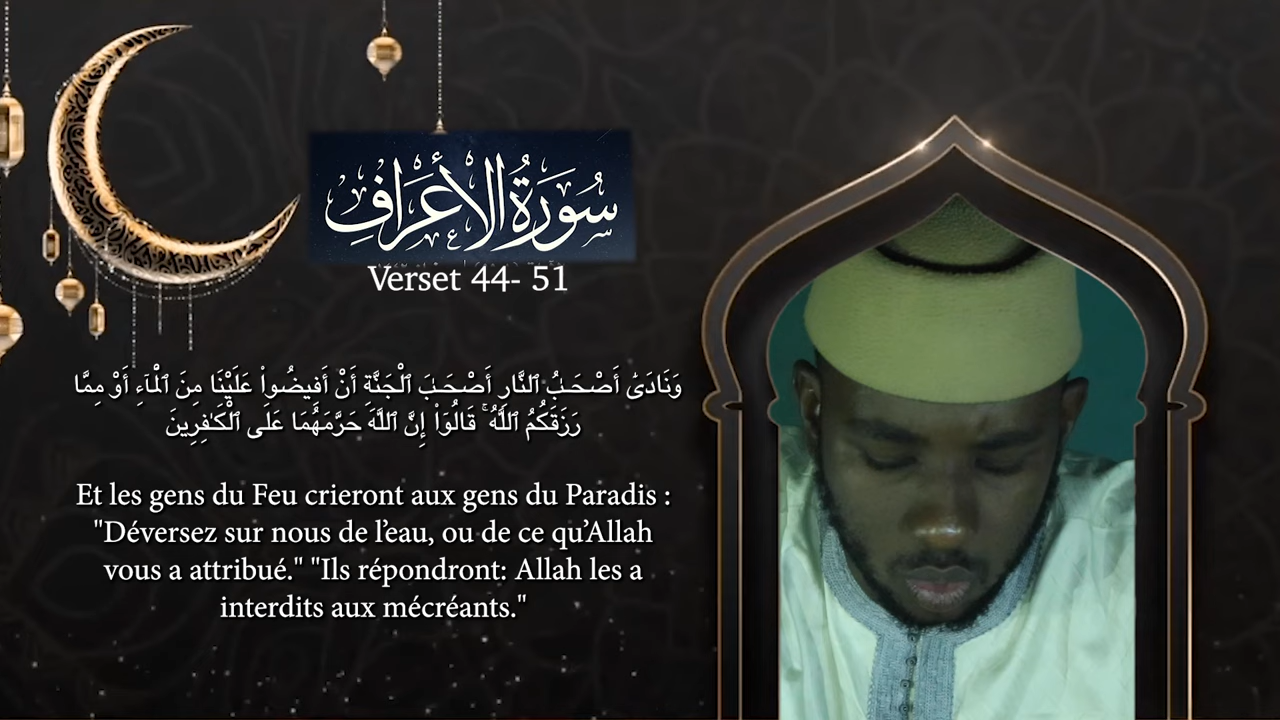 سُورَةُ الأَعْرَافِ
Verset 44- 51
وَنَادَىٰٓ أَصْحَـٰبُ ٱلنَّارِ أَصْحَـٰبَ ٱلْجَنَّةِ أَنْ أَفِيضُوا۟ عَلَيْنَا مِنَ ٱلْمَآءِ أَوْ مِمَّا
رَزَقَكُمُ ٱللَّهُ ۚ قَالُوٓا۟ إِنَّ ٱللَّهَ حَرَّمَهُمَا عَلَى ٱلْكَـٰفِرِينَ
Et les gens du Feu crieront aux gens du Paradis :
"Déversez sur nous de l’eau, ou de ce qu’Allah
vous a attribué." "Ils répondront: Allah les a
interdits aux mécréants."